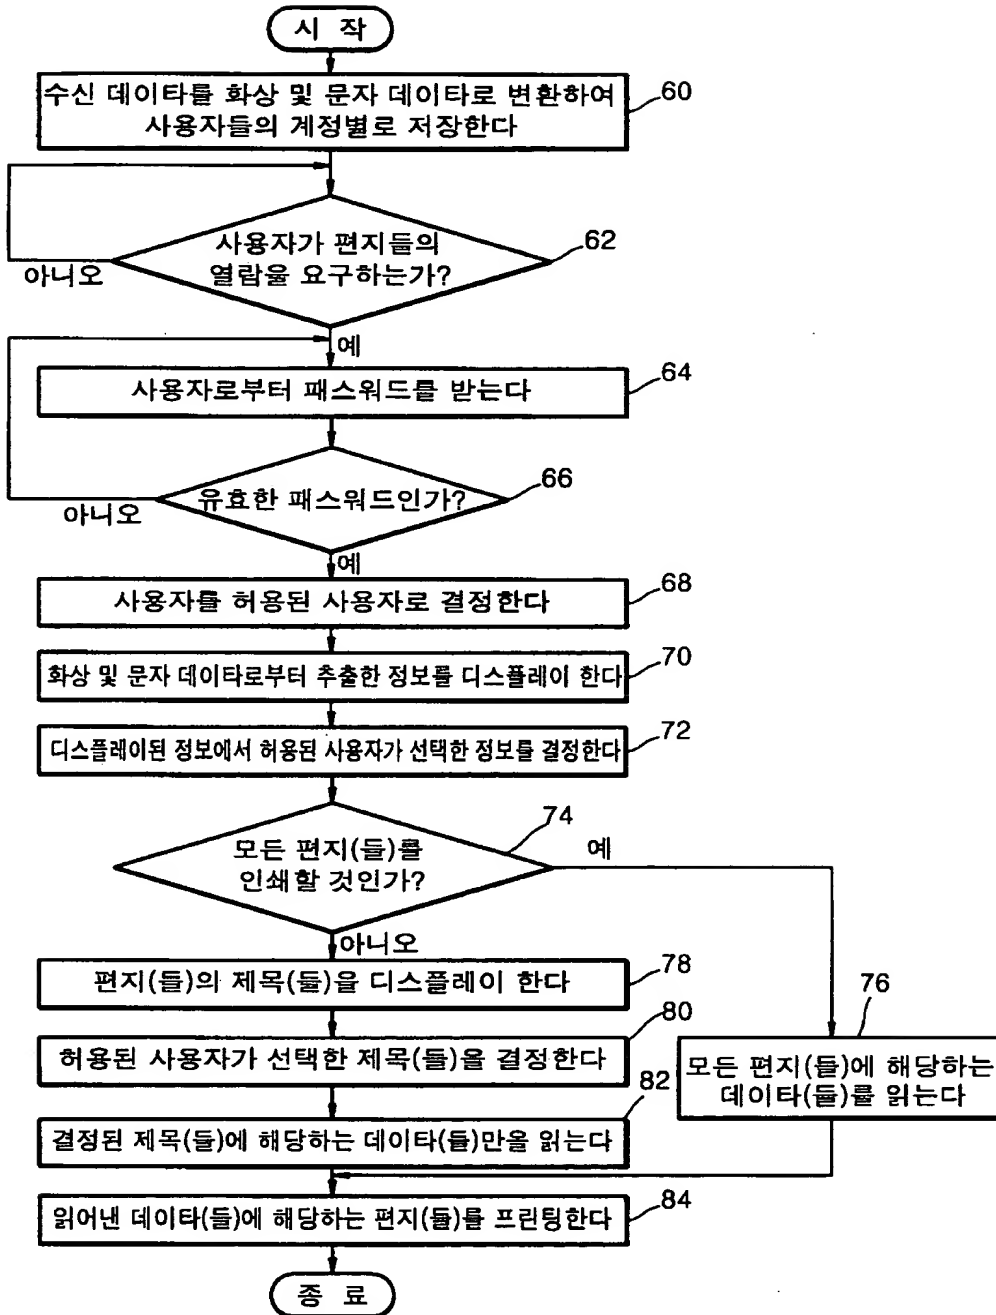 시 작
수신 데이타를 화상 및 문자 데이타로 변환하여
사용자들의 계정별로 저장한다
60
사용자가 편지들의
열람을 요구하는가?
62
아니오
예
사용자로부터 패스워드를 받는다
64
유효한 패스워드인가?
66
아니오
예
사용자를 허용된 사용자로 결정한다
68
화상 및 문자 데이타로부터 추출한 정보를 디스플레이 한다
70
디스플레이된 정보에서 허용된 사용자가 선택한 정보를 결정한다
72
모든 편지(들)를
인쇄할 것인가?
74
예
아니오
편지(들)의 제목(들)을 디스플레이 한다
78
허용된 사용자가 선택한 제목(들)을 결정한다
80
76
모든 편지(들)에 해당하는
데이타(들)를 읽는다
결정된 제목(들)에 해당하는 데이타(들)만을 읽는다
82
읽어낸 데이타(들)에 해당하는 편지(들)를 프린팅한다
84
종 료